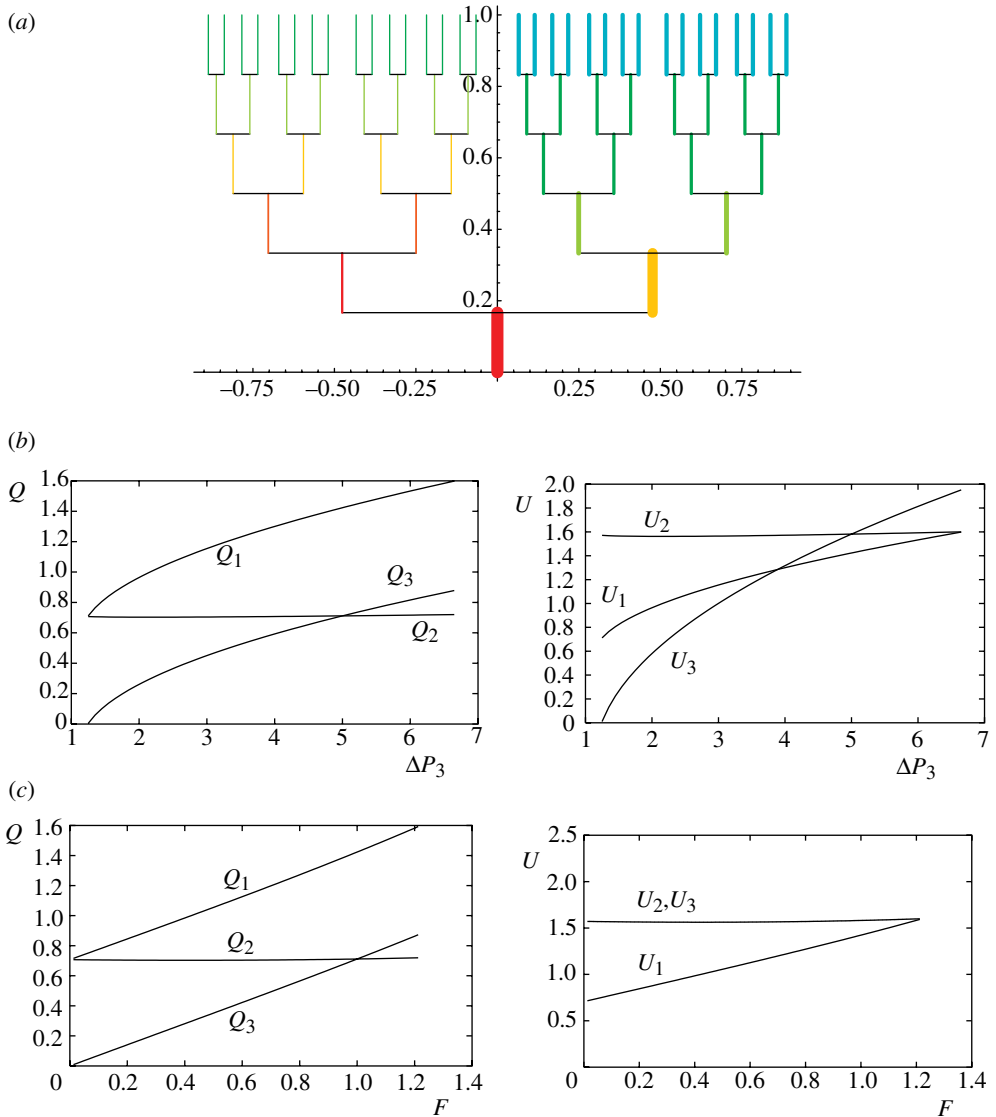 (a)
1.0
0.8
0.6
0.4
0.2
–0.75 –0.50 –0.25 0.25 0.50 0.75
(b)
Q
1.6
1.2
1.0
0.8
0.6
0.4
0.2
0
1 2 3 4 5 6 7
ΔP3
Q1
Q3
Q2
U
2.0
1.8
1.6
1.4
1.2
1.0
0.8
0.6
0.4
0.2
0
1 2 3 4 5 6 7
ΔP3
U2
U1
U3
(c)
Q
1.6
1.4
1.2
1.0
0.8
0.6
0.4
0.2
0 0.2 0.4 0.6 0.8 1.0 1.2 1.4
F
Q1
Q2
Q3
U
2.5
2.0
1.5
1.0
0.5
0 0.2 0.4 0.6 0.8 1.0 1.2 1.4
F
U2,U3
U1